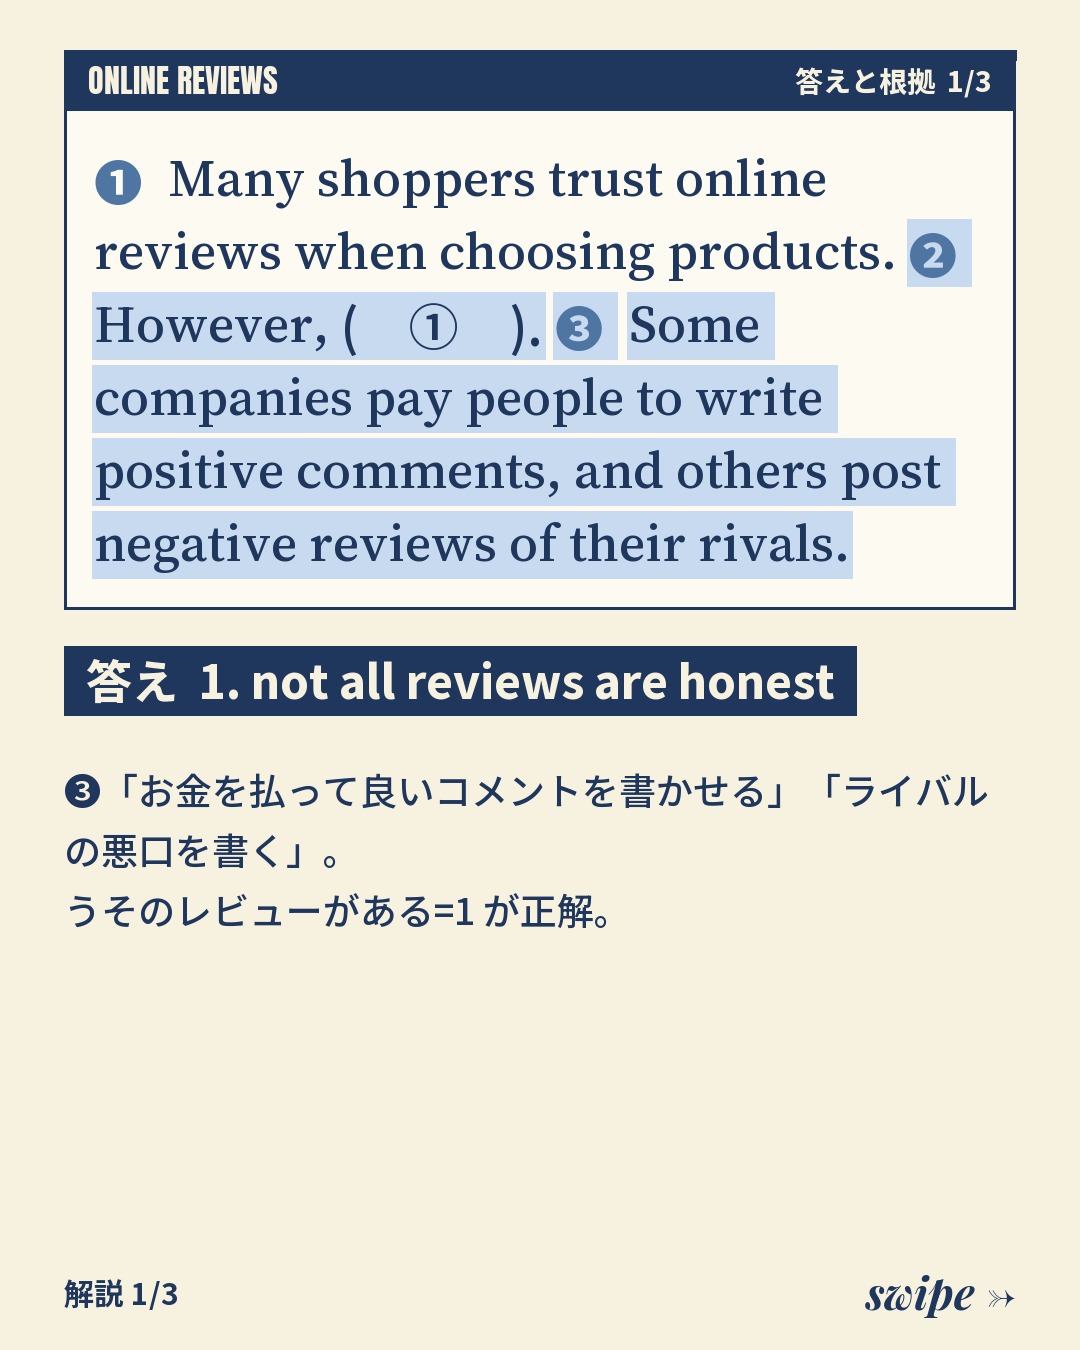 ONLINE REVIEWS
答えと根拠 1/3
❶ Many shoppers trust online
reviews when choosing products. ❷
However, ( ① ). ❸ Some
companies pay people to write
positive comments, and others post
negative reviews of their rivals.
答え 1. not all reviews are honest
❸「お金を払って良いコメントを書かせる」「ライバル
の悪口を書く」。
うそのレビューがある=1 が正解。
解説 1/3
swipe